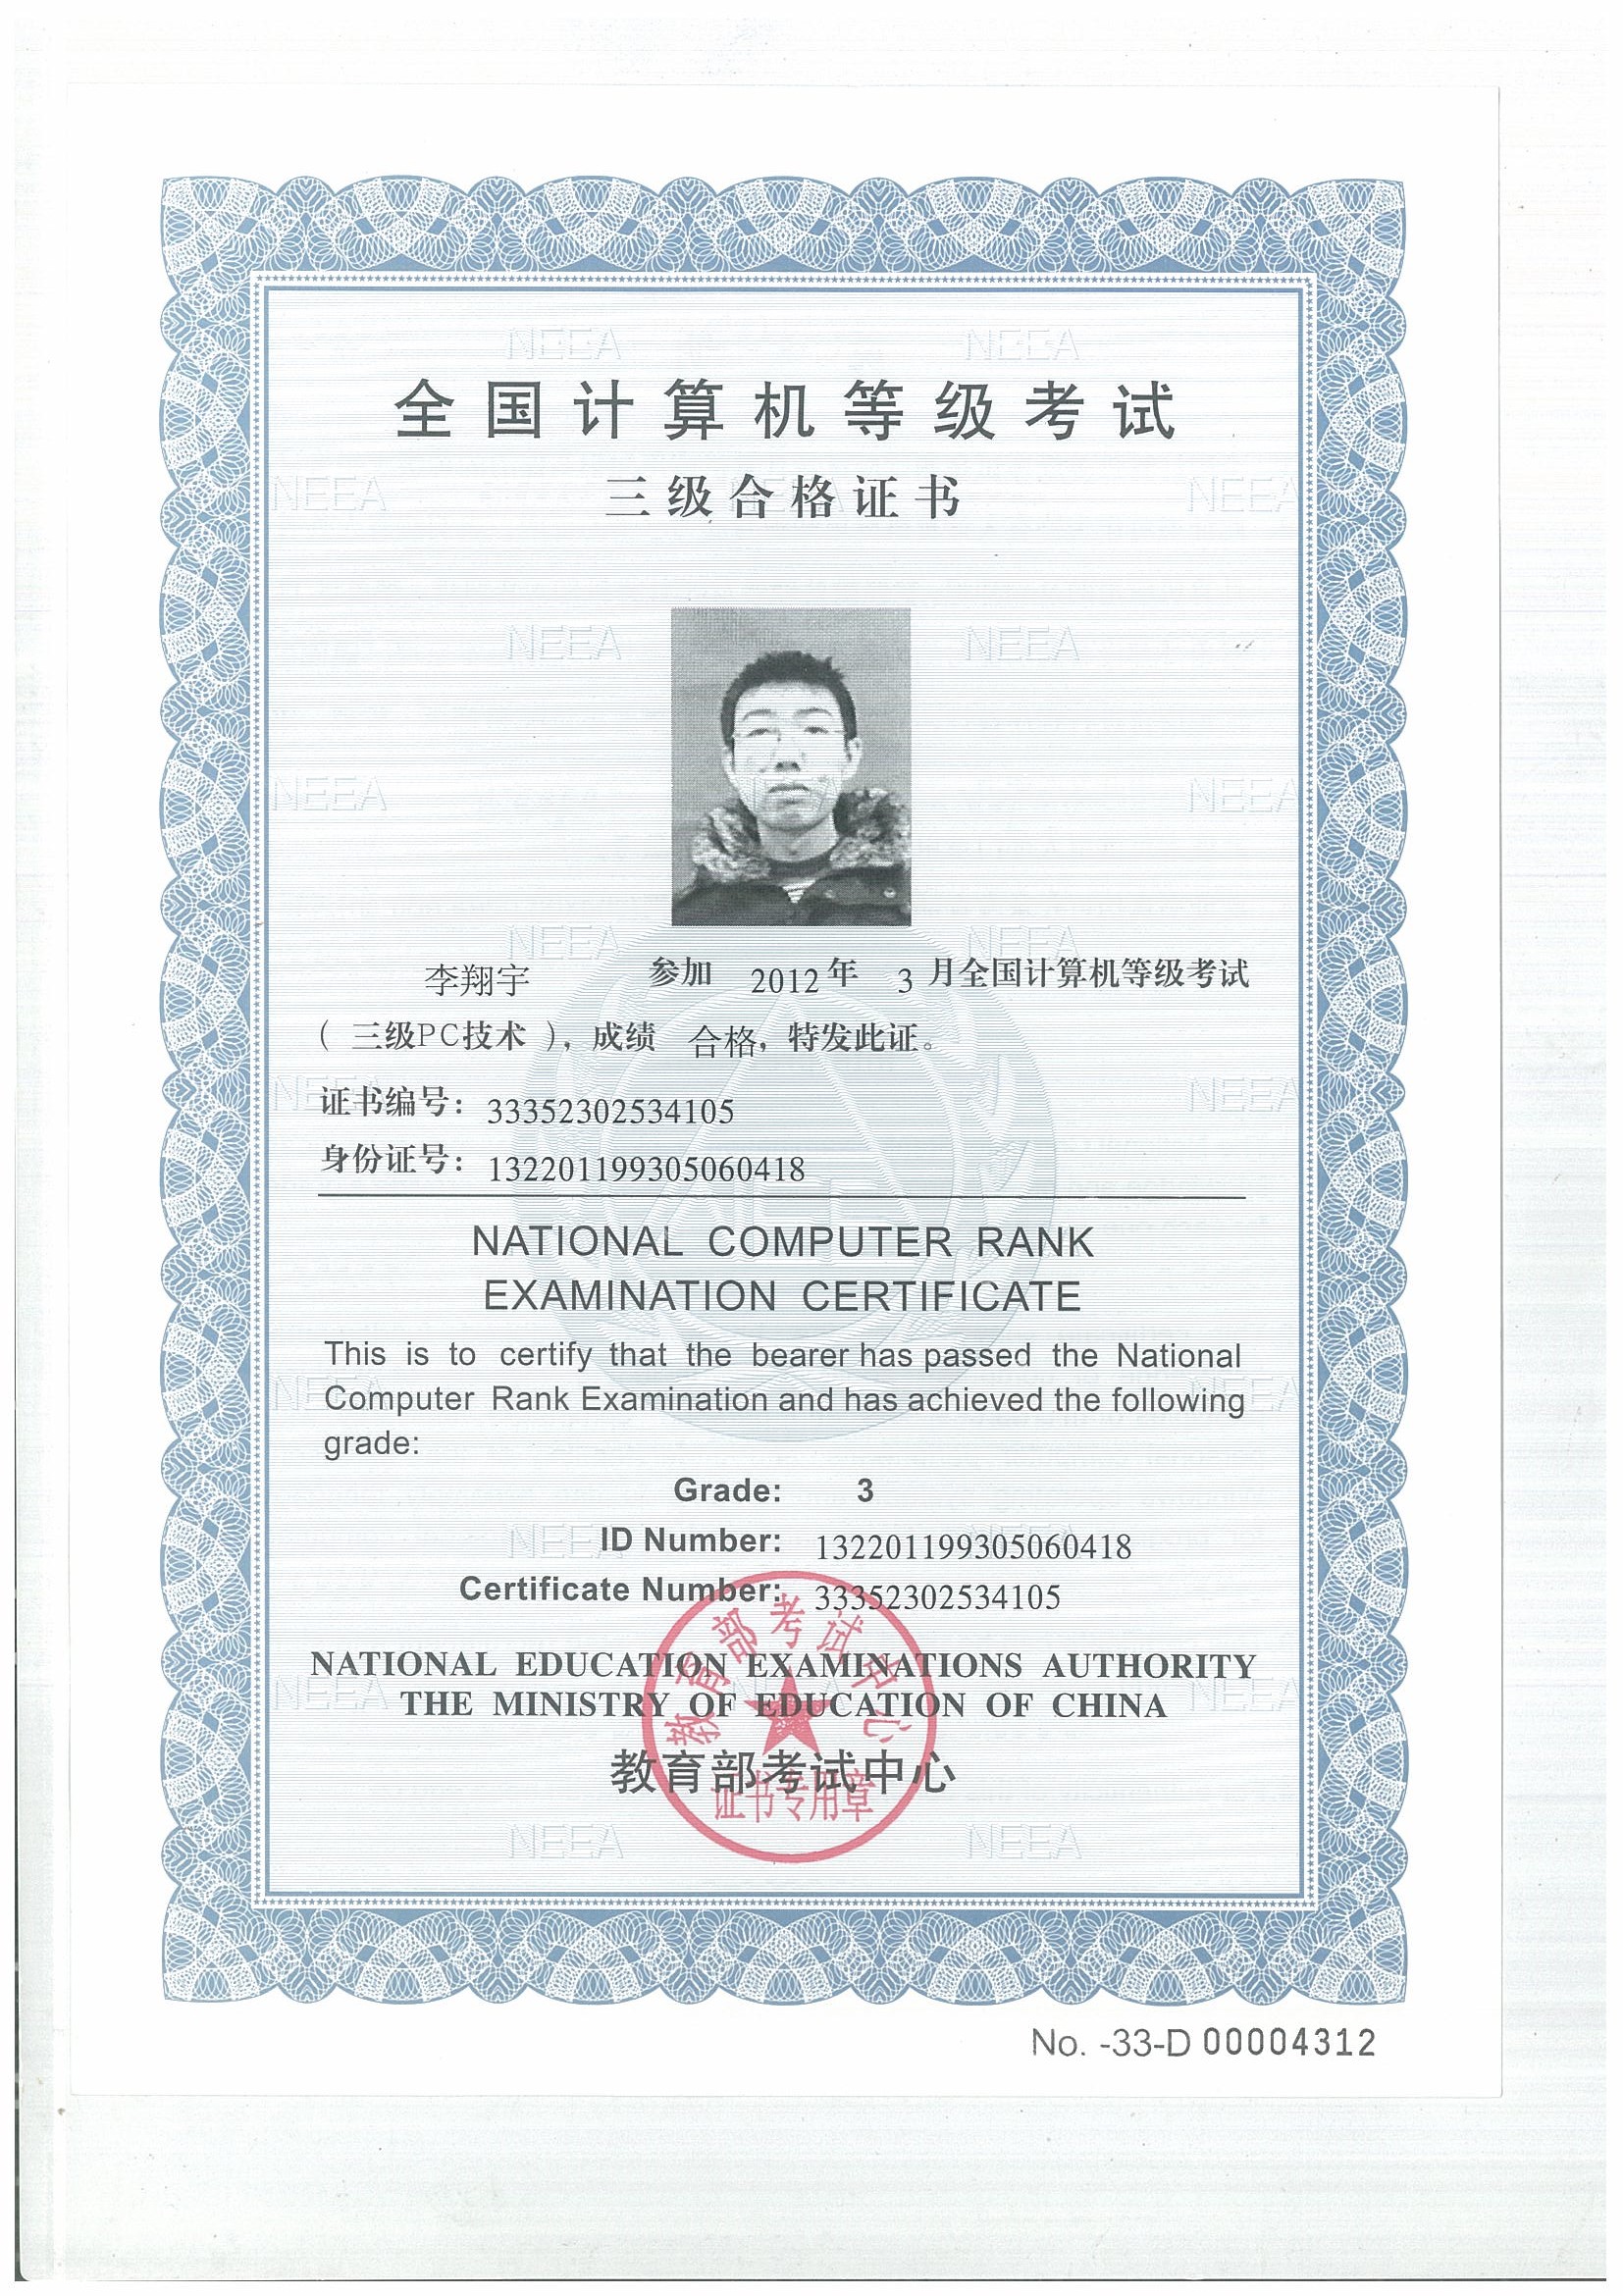 全国计算机等级考试
三级合格证书
李翔宇 参加 2012 年 3 月全国计算机等级考试
( 三级PC技术 ),成绩 合格,特发此证。
证书编号: 33352302534105
身份证号: 132201199305060418
NATIONAL COMPUTER RANK
EXAMINATION CERTIFICATE
This is to certify that the bearer has passed the National
Computer Rank Examination and has achieved the following
grade:
Grade: 3
ID Number: 132201199305060418
Certificate Number: 33352302534105
NATIONAL EDUCATION EXAMINATIONS AUTHORITY
THE MINISTRY OF EDUCATION OF CHINA
教育部考试中心
教育部考试中心
证书专用章
No. -33-D 00004312
NEEA